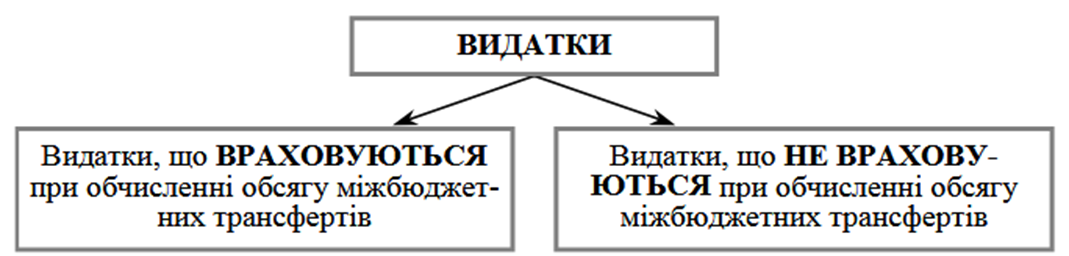 ВИДАТКИ
Видатки, що ВРАХОВУЮТЬСЯ
при обчисленні обсягу міжбюджет-
них трансфертів
Видатки, що НЕ ВРАХОВУ-
ЮТЬСЯ при обчисленні обсягу
міжбюджетних трансфертів